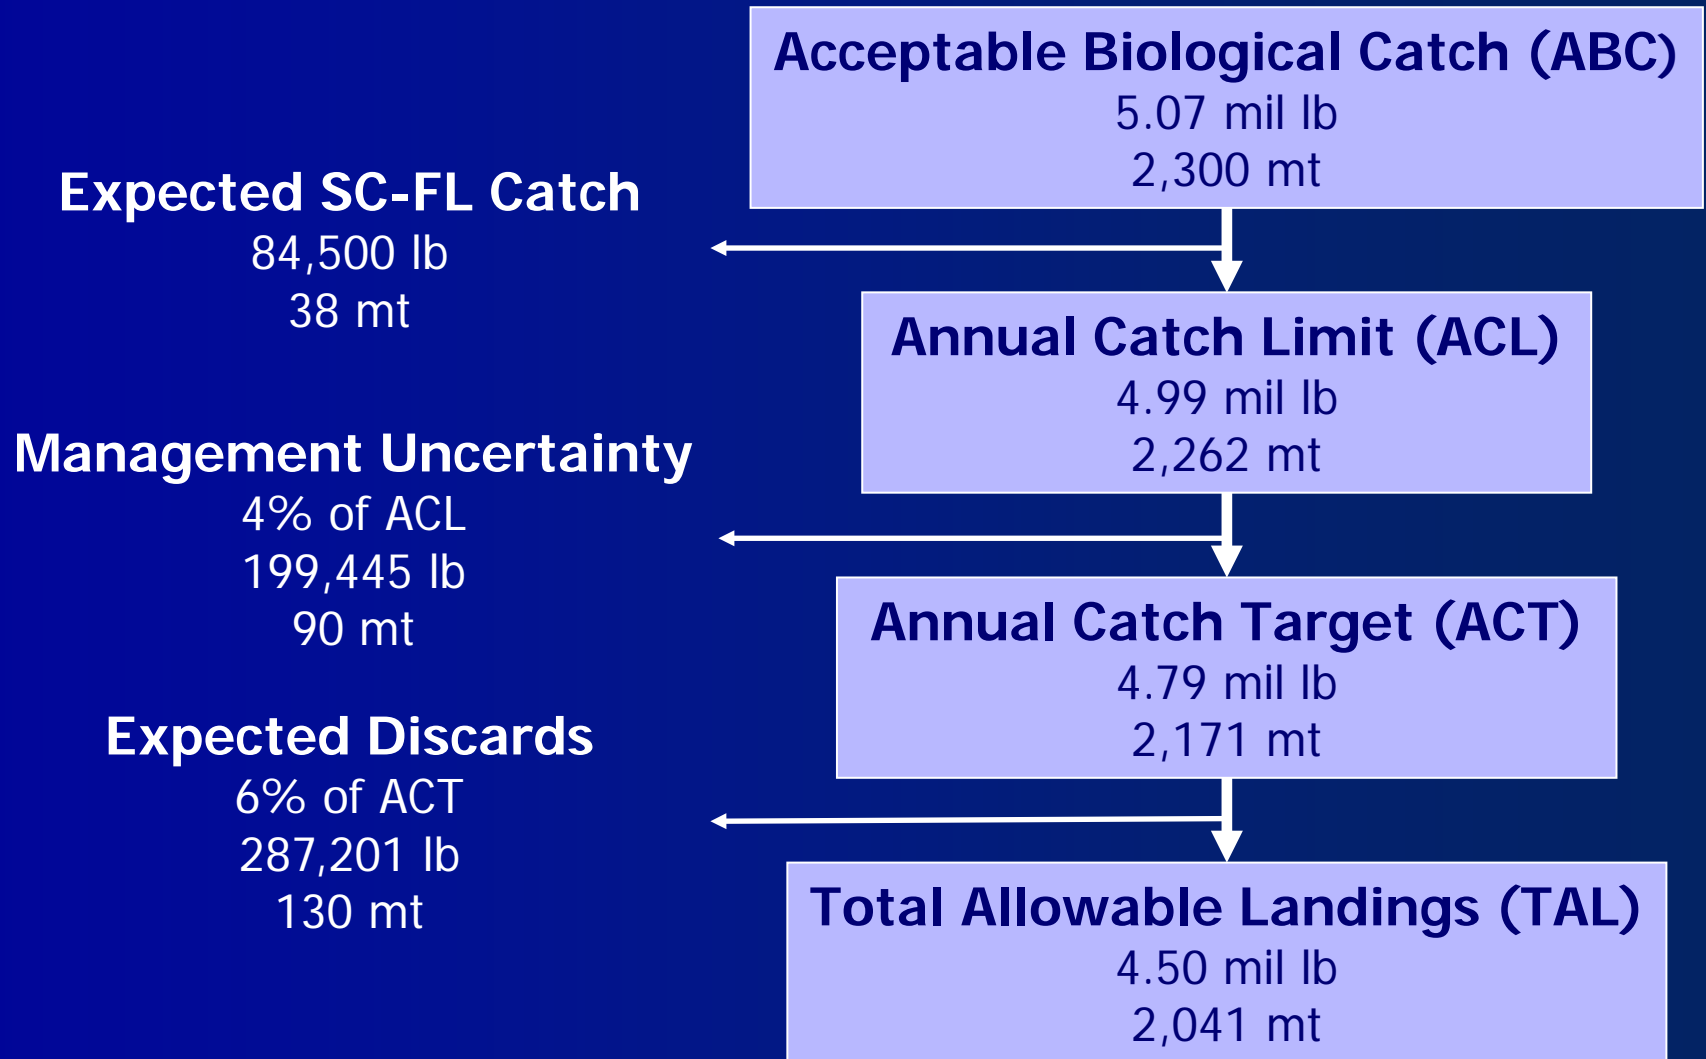 Acceptable Biological Catch (ABC)
5.07 mil lb
2,300 mt
Expected SC-FL Catch
84,500 lb
38 mt
Annual Catch Limit (ACL)
4.99 mil lb
2,262 mt
Management Uncertainty
4% of ACL
199,445 lb
90 mt
Annual Catch Target (ACT)
4.79 mil lb
2,171 mt
Expected Discards
6% of ACT
287,201 lb
130 mt
Total Allowable Landings (TAL)
4.50 mil lb
2,041 mt